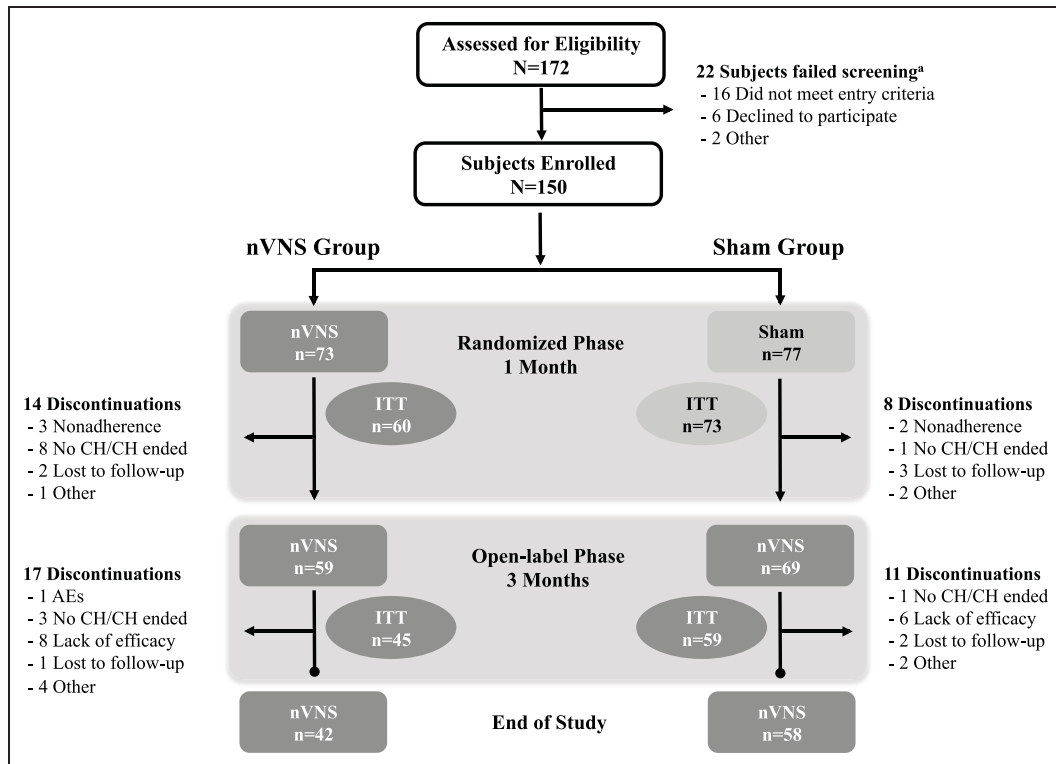 Assessed for Eligibility
N=172
22 Subjects failed screeningᵃ
- 16 Did not meet entry criteria
- 6 Declined to participate
- 2 Other
Subjects Enrolled
N=150
nVNS Group
Sham Group
nVNS
n=73
Randomized Phase
1 Month
Sham
n=77
ITT
n=60
ITT
n=73
14 Discontinuations
- 3 Nonadherence
- 8 No CH/CH ended
- 2 Lost to follow-up
- 1 Other
8 Discontinuations
- 2 Nonadherence
- 1 No CH/CH ended
- 3 Lost to follow-up
- 2 Other
nVNS
n=59
Open-label Phase
3 Months
nVNS
n=69
ITT
n=45
ITT
n=59
17 Discontinuations
- 1 AEs
- 3 No CH/CH ended
- 8 Lack of efficacy
- 1 Lost to follow-up
- 4 Other
11 Discontinuations
- 1 No CH/CH ended
- 6 Lack of efficacy
- 2 Lost to follow-up
- 2 Other
nVNS
n=42
End of Study
nVNS
n=58